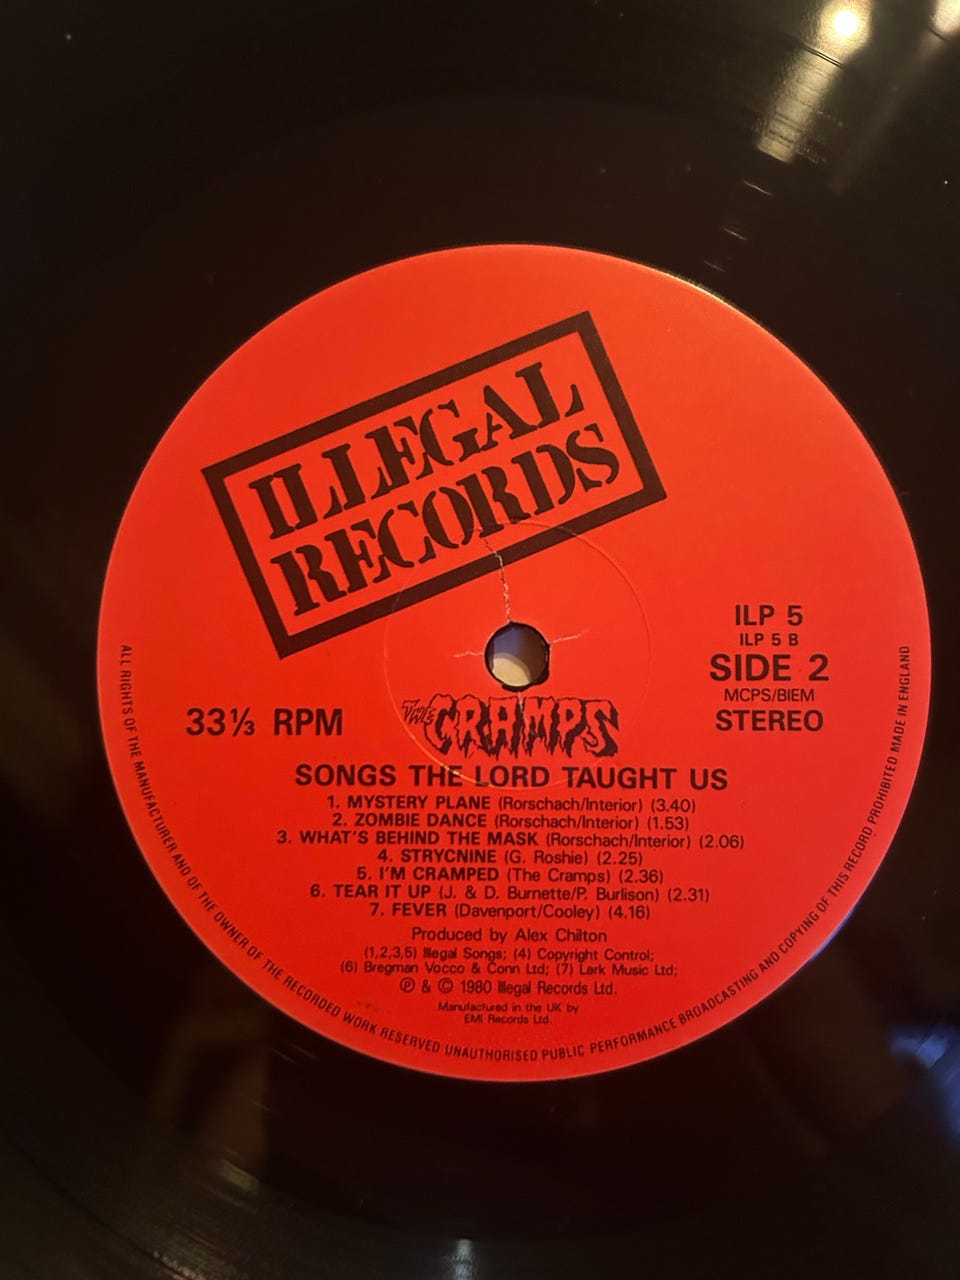 ILLEGAL
RECORDS
ILP 5
ILP 5 B
SIDE 2
MCPS/BIEM
STEREO
33⅓ RPM
THE CRAMPS
SONGS THE LORD TAUGHT US
1. MYSTERY PLANE (Rorschach/Interior) (3.40)
2. ZOMBIE DANCE (Rorschach/Interior) (1.53)
3. WHAT'S BEHIND THE MASK (Rorschach/Interior) (2.06)
4. STRYCNINE (G. Roshie) (2.25)
5. I'M CRAMPED (The Cramps) (2.36)
6. TEAR IT UP (J. & D. Burnette/P. Burlison) (2.31)
7. FEVER (Davenport/Cooley) (4.16)
Produced by Alex Chilton
(1,2,3,5) Illegal Songs; (4) Copyright Control;
(6) Bregman Vocco & Conn Ltd; (7) Lark Music Ltd;
℗ & © 1980 Illegal Records Ltd.
Manufactured in the UK by
EMI Records Ltd.
ALL RIGHTS OF THE MANUFACTURER AND OF THE OWNER OF THE RECORDED WORK RESERVED UNAUTHORISED PUBLIC PERFORMANCE BROADCASTING AND COPYING OF THIS RECORD PROHIBITED MADE IN ENGLAND